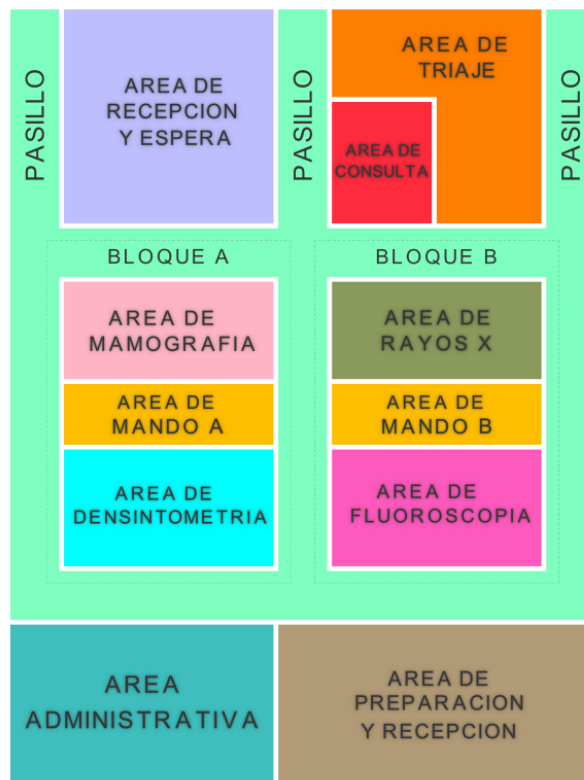 PASILLO
AREA DE
RECEPCION
Y ESPERA
PASILLO
AREA DE
TRIAJE
AREA DE
CONSULTA
PASILLO
BLOQUE A
AREA DE
MAMOGRAFIA
AREA DE
MANDO A
AREA DE
DENSINTOMETRIA
BLOQUE B
AREA DE
RAYOS X
AREA DE
MANDO B
AREA DE
FLUOROSCOPIA
AREA
ADMINISTRATIVA
AREA DE
PREPARACION
Y RECEPCION